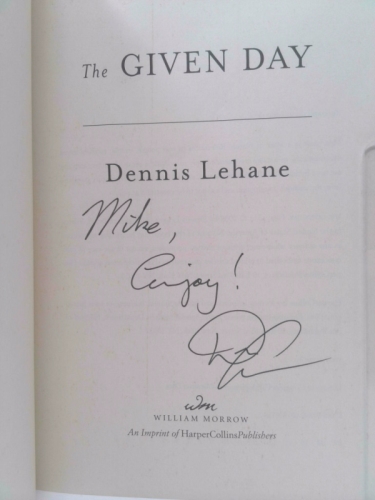 The GIVEN DAY
Dennis Lehane
Mike,
Enjoy!
WM
WILLIAM MORROW
An Imprint of HarperCollinsPublishers